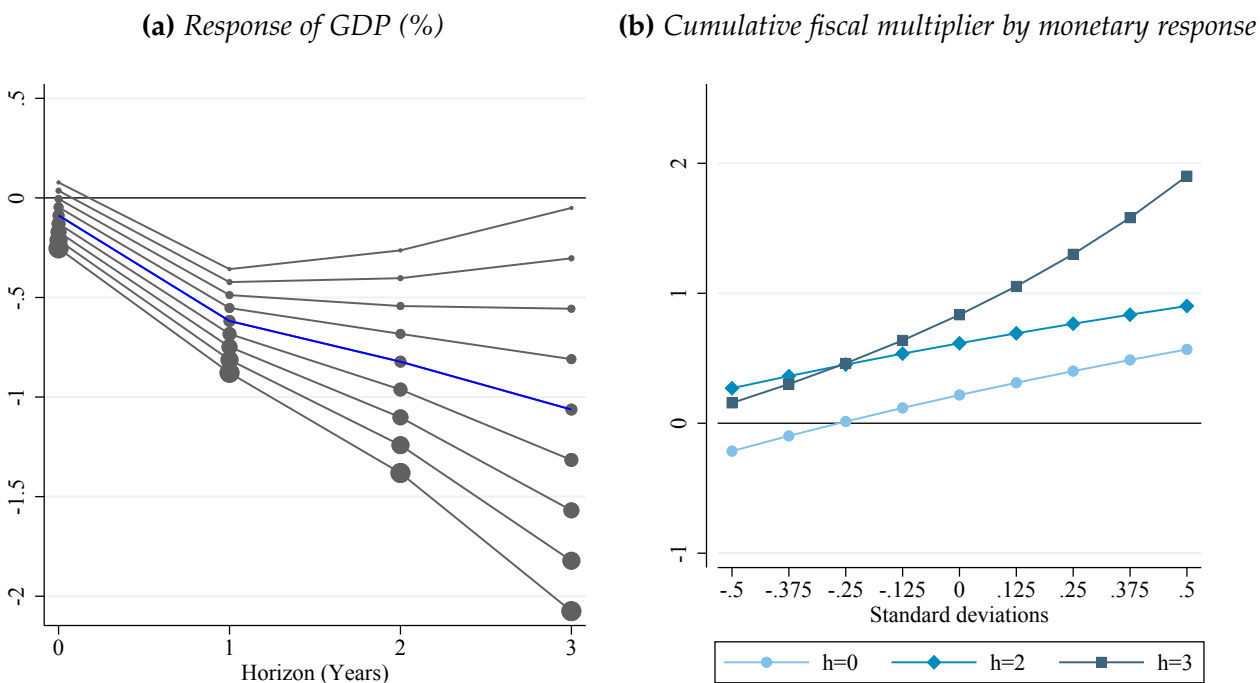 (a) Response of GDP (%)
.5
0
-.5
-1
-1.5
-2
0 1 2 3
Horizon (Years)
(b) Cumulative fiscal multiplier by monetary response
2
1
0
-1
-.5 -.375 -.25 -.125 0 .125 .25 .375 .5
Standard deviations
h=0 h=2 h=3